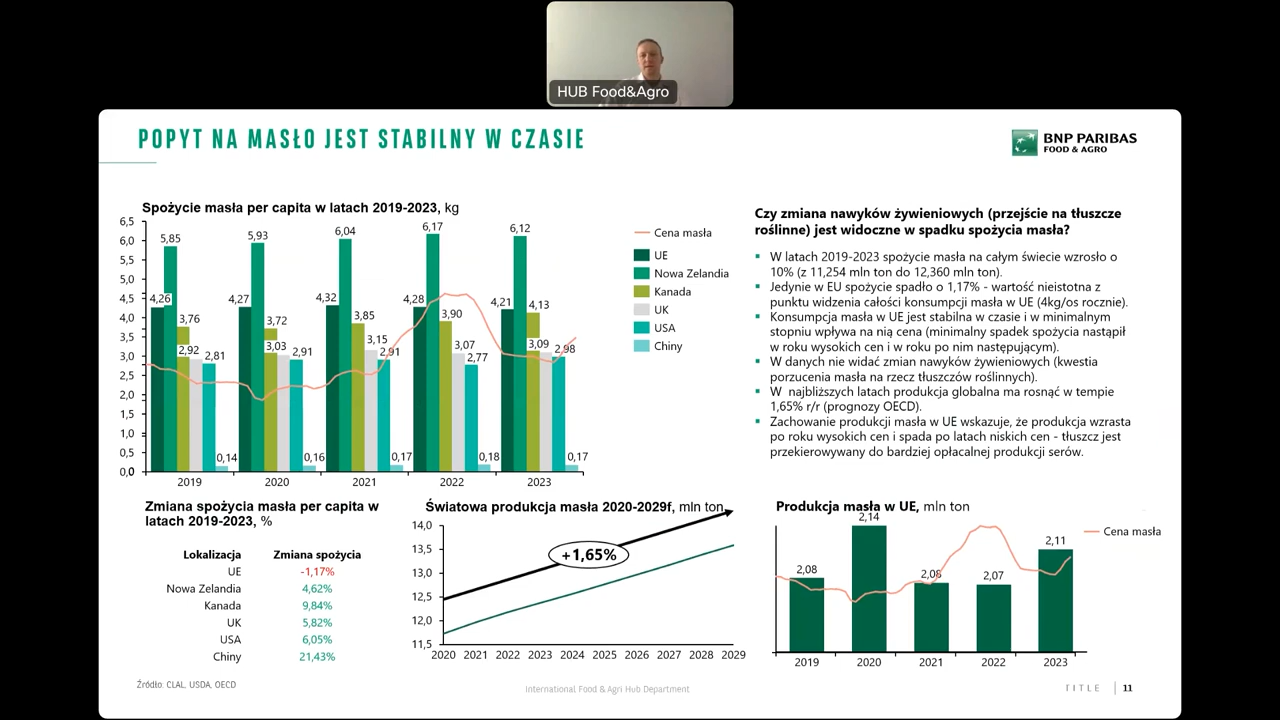 HUB Food&Agro
POPYT NA MASŁO JEST STABILNY W CZASIE
BNP PARIBAS
FOOD & AGRO
Spożycie masła per capita w latach 2019-2023, kg
6,5
6,0
5,5
5,0
4,5
4,0
3,5
3,0
2,5
2,0
1,5
1,0
0,5
0,0
4,26
5,85
3,76
2,92
2,81
0,14
4,27
5,93
3,72
3,03
2,91
0,16
4,32
6,04
3,85
3,15
2,91
0,17
4,28
6,17
3,90
3,07
2,77
0,18
4,21
6,12
4,13
3,09
2,98
0,17
2019 2020 2021 2022 2023
Cena masła
UE
Nowa Zelandia
Kanada
UK
USA
Chiny
Czy zmiana nawyków żywieniowych (przejście na tłuszcze
roślinne) jest widoczne w spadku spożycia masła?
W latach 2019-2023 spożycie masła na całym świecie wzrosło o
10% (z 11,254 mln ton do 12,360 mln ton).
Jedynie w EU spożycie spadło o 1,17% - wartość nieistotna z
punktu widzenia całości konsumpcji masła w UE (4kg/os rocznie).
Konsumpcja masła w UE jest stabilna w czasie i w minimalnym
stopniu wpływa na nią cena (minimalny spadek spożycia nastąpił
w roku wysokich cen i w roku po nim następującym).
W danych nie widać zmian nawyków żywieniowych (kwestia
porzucenia masła na rzecz tłuszczów roślinnych).
W najbliższych latach produkcja globalna ma rosnąć w tempie
1,65% r/r (prognozy OECD).
Zachowanie produkcji masła w UE wskazuje, że produkcja wzrasta
po roku wysokich cen i spada po latach niskich cen - tłuszcz jest
przekierowywany do bardziej opłacalnej produkcji serów.
Zmiana spożycia masła per capita w
latach 2019-2023, %
Lokalizacja Zmiana spożycia
UE -1,17%
Nowa Zelandia 4,62%
Kanada 9,84%
UK 5,82%
USA 6,05%
Chiny 21,43%
Światowa produkcja masła 2020-2029f, mln ton
14,0
13,5
13,0
12,5
12,0
11,5
+1,65%
2020 2021 2022 2023 2024 2025 2026 2027 2028 2029
Produkcja masła w UE, mln ton
2,08
2,14
2,08
2,07
2,11
Cena masła
2019 2020 2021 2022 2023
Źródło: CLAL, USDA, OECD
International Food & Agri Hub Department
TITLE 11